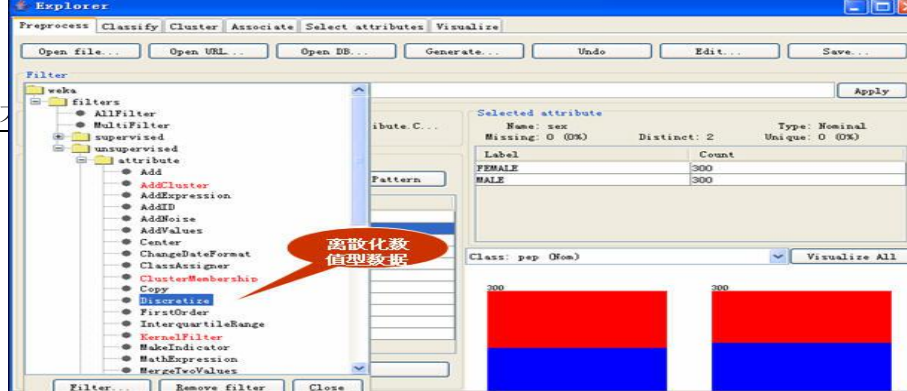 Explorer
Preprocess Classify Cluster Associate Select attributes Visualize
Open file... Open URL... Open DB... Generate... Undo Edit... Save...
Filter
weka
Apply
filters
AllFilter
MultiFilter
supervised
unsupervised
attribute
Add
AddCluster
AddExpression
AddID
AddNoise
AddValues
Center
ChangeDateFormat
ClassAssigner
ClusterMembership
Copy
Discretize
FirstOrder
InterquartileRange
KernelFilter
MakeIndicator
MathExpression
MergeTwoValues
Filter... Remove filter Close
离散化数
值型数据
ibute.C...
Pattern
Selected attribute
Name: sex Type: Nominal
Missing: 0 (0%) Distinct: 2 Unique: 0 (0%)
Label Count
FEMALE 300
MALE 300
Class: pep (Nom) Visualize All
300 300